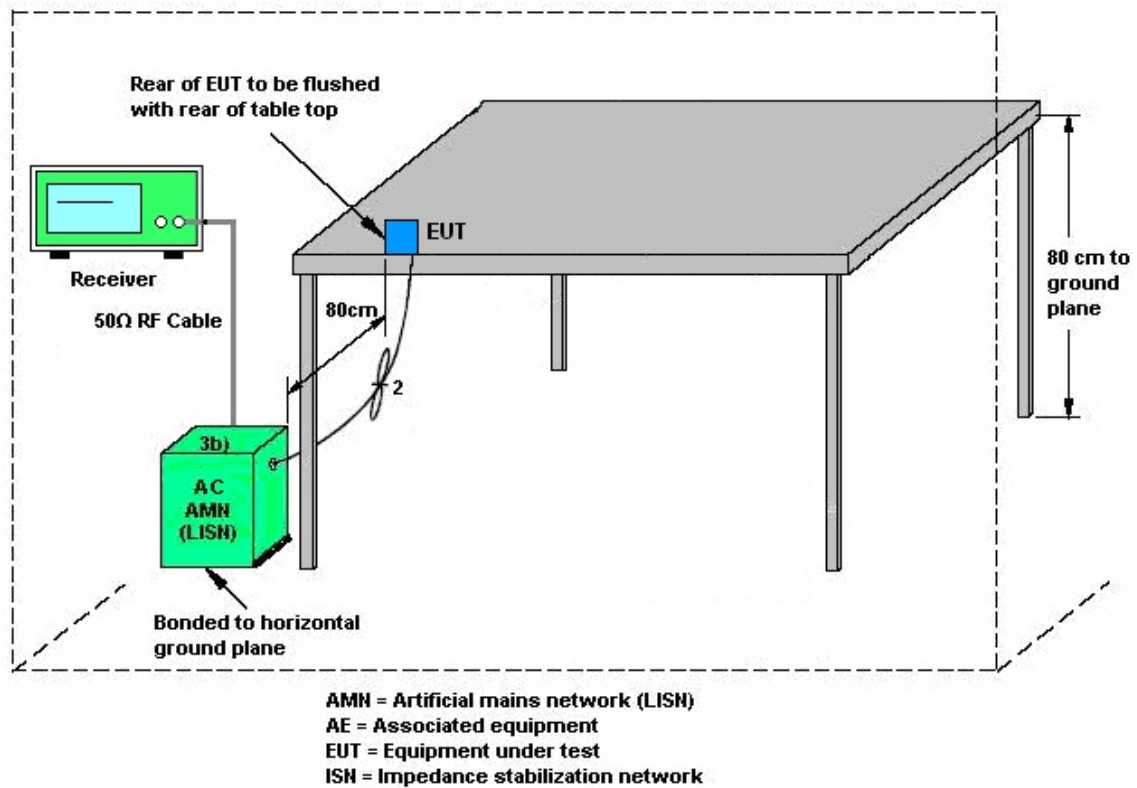 Rear of EUT to be flushed
with rear of table top
EUT
Receiver
50Ω RF Cable
80cm
80 cm to
ground
plane
2
3b)
AC
AMN
(LISN)
Bonded to horizontal
ground plane
AMN = Artificial mains network (LISN)
AE = Associated equipment
EUT = Equipment under test
ISN = Impedance stabilization network